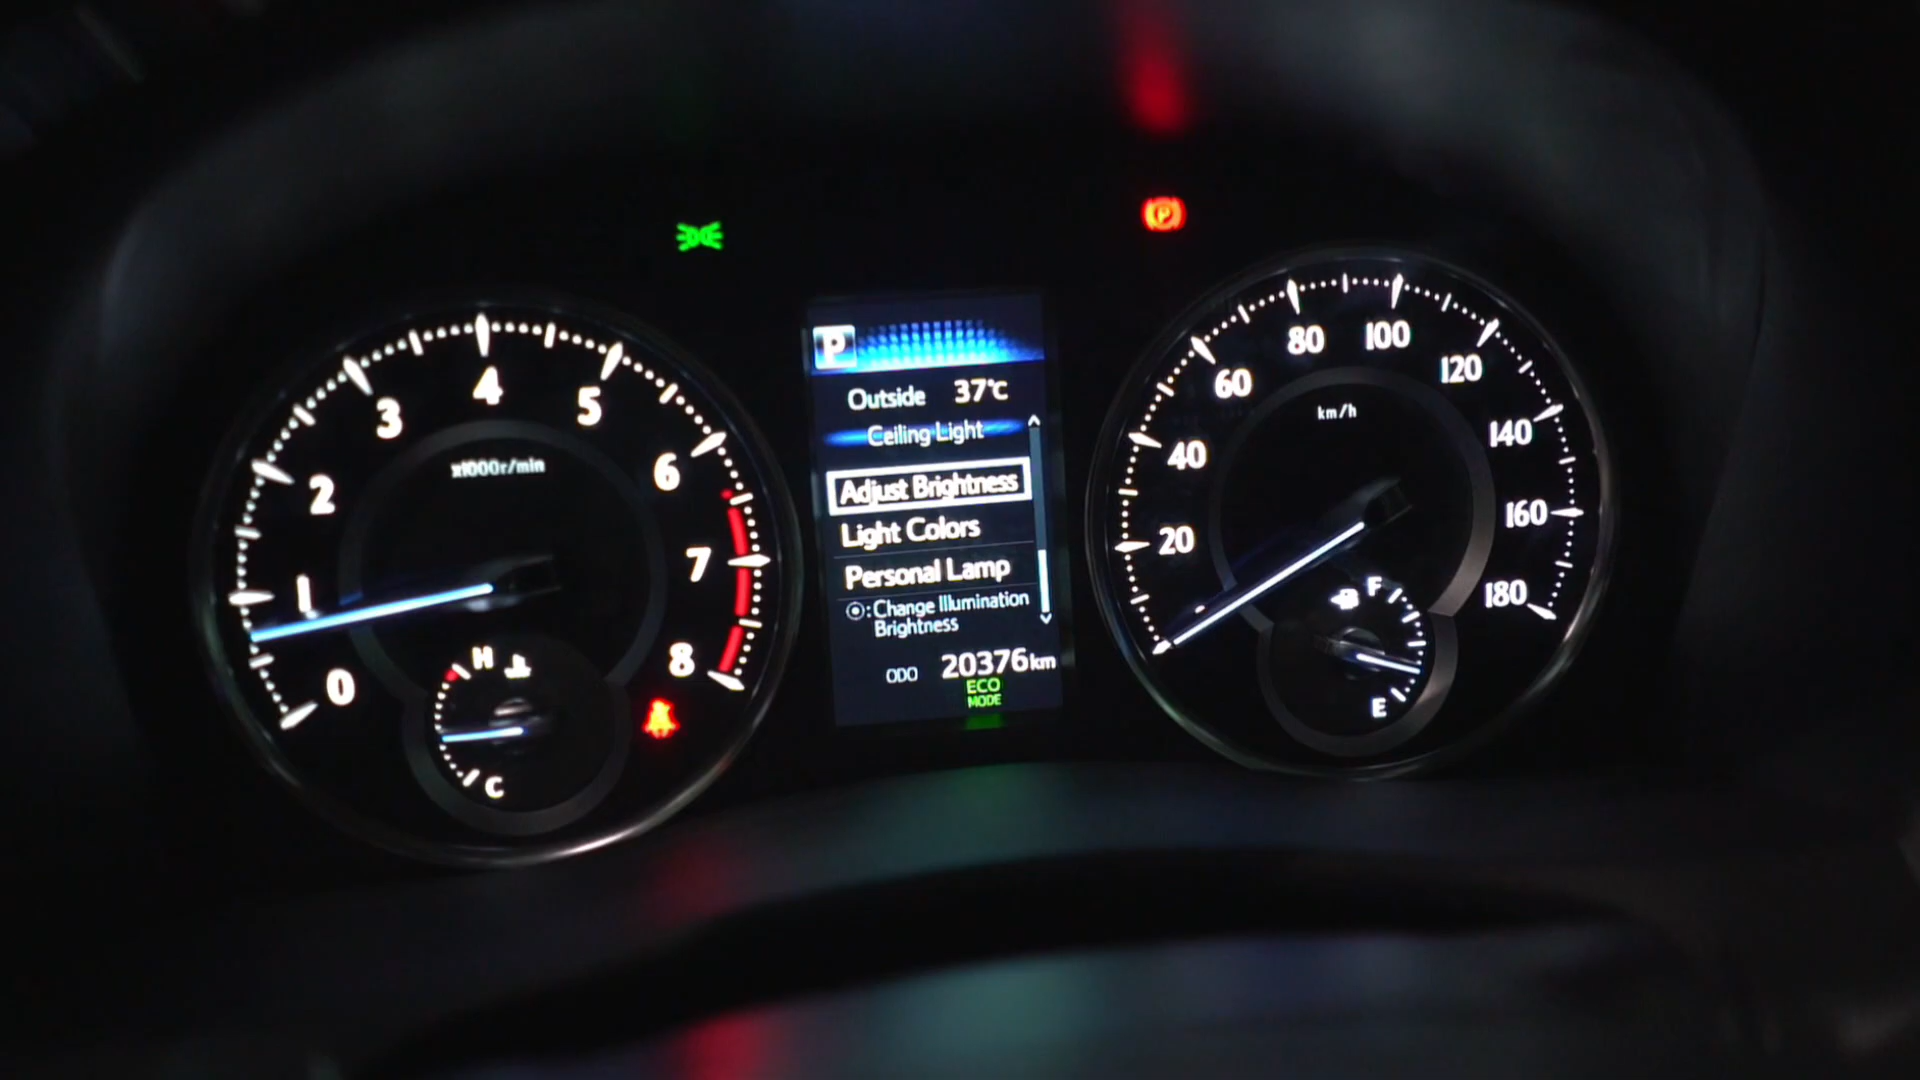 P
Outside 37℃
Ceiling Light
Adjust Brightness
Light Colors
Personal Lamp
: Change Illumination
Brightness
ODO 20376km
ECO
MODE
0
1
2
3
4
5
6
7
8
x1000r/min
H
C
P
20
40
60
80
100
120
140
160
180
km/h
F
E